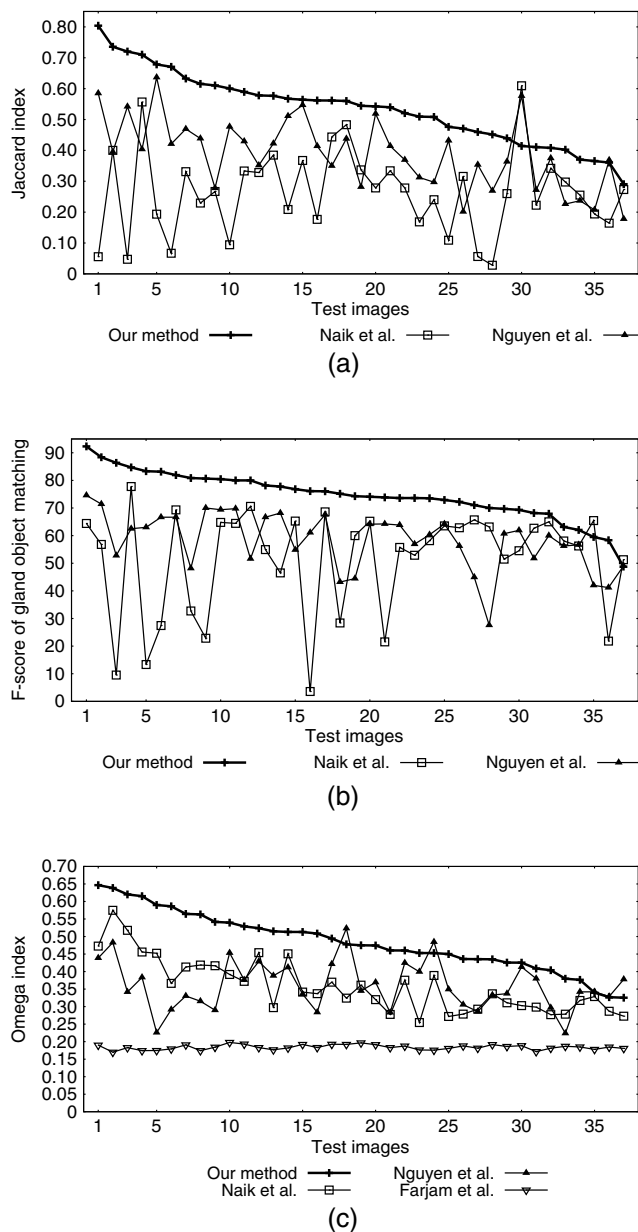 0.80
0.70
0.60
0.50
0.40
0.30
0.20
0.10
0
Jaccard index
1 5 10 15 20 25 30 35
Test images
Our method Naik et al. Nguyen et al.
(a)
90
80
70
60
50
40
30
20
10
0
F-score of gland object matching
1 5 10 15 20 25 30 35
Test images
Our method Naik et al. Nguyen et al.
(b)
0.70
0.65
0.60
0.55
0.50
0.45
0.40
0.35
0.30
0.25
0.20
0.15
0.10
0.05
0
Omega index
1 5 10 15 20 25 30 35
Test images
Our method Nguyen et al.
Naik et al. Farjam et al.
(c)